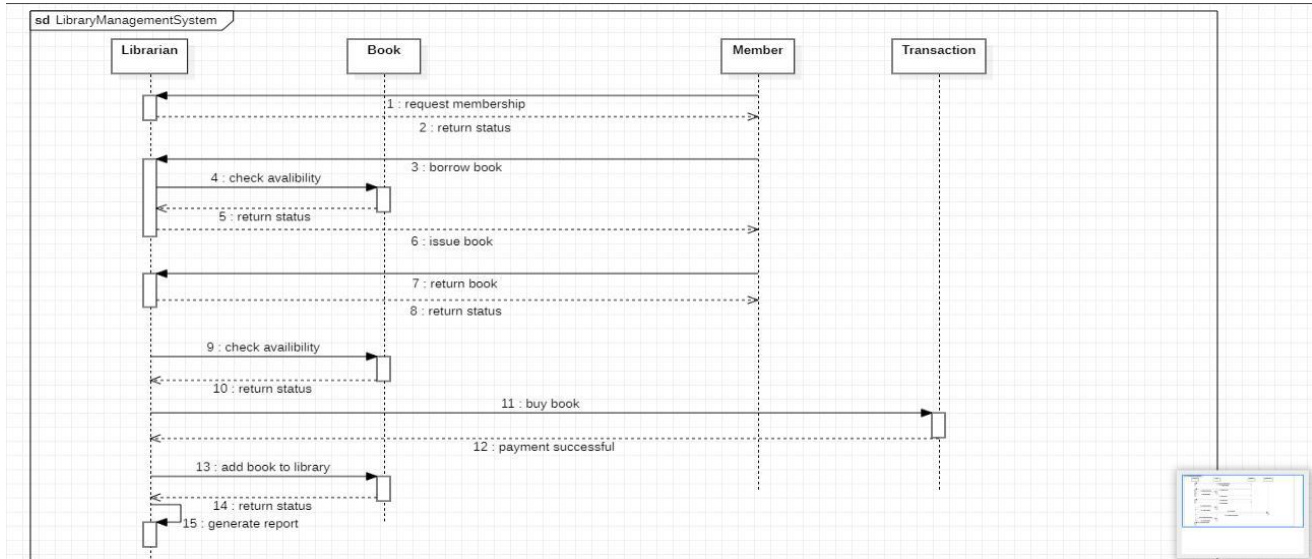 sd LibraryManagementSystem
Librarian
Book
Member
Transaction
1 : request membership
2 : return status
3 : borrow book
4 : check avalibility
5 : return status
6 : issue book
7 : return book
8 : return status
9 : check availibility
10 : return status
11 : buy book
12 : payment successful
13 : add book to library
14 : return status
15 : generate report